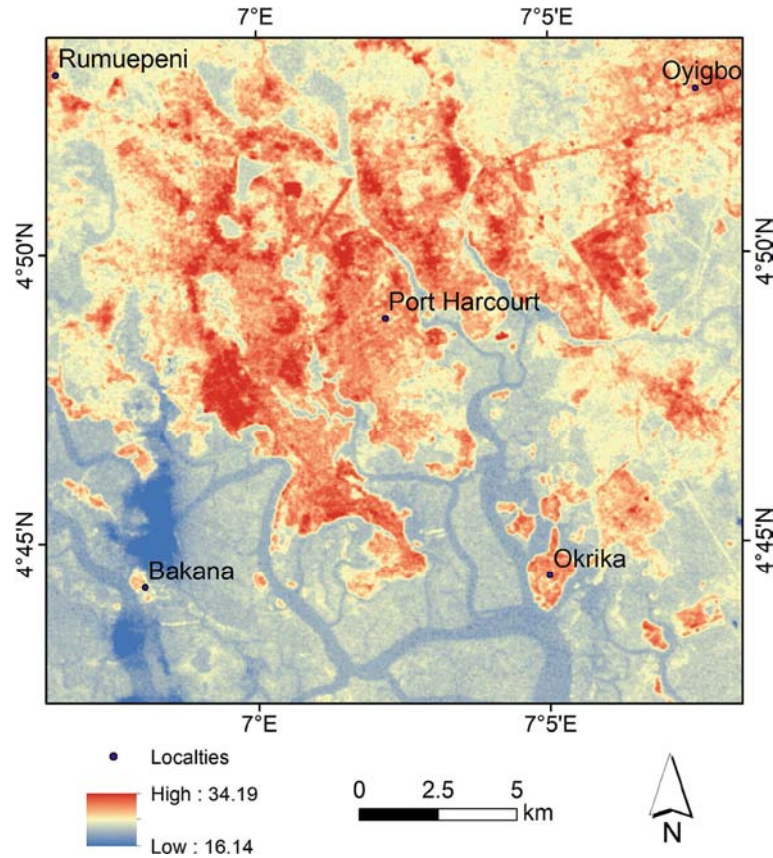 7°E 7°5'E
Rumuepeni
Oyigbo
4°50'N 4°50'N
Port Harcourt
4°45'N 4°45'N
Bakana
Okrika
7°E 7°5'E
Localties
High : 34.19
Low : 16.14
0 2.5 5
km
N